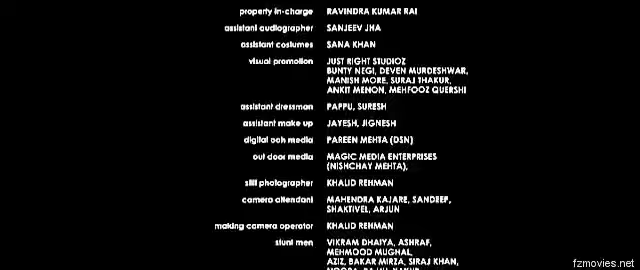 property in-charge RAVINDRA KUMAR RAI
assistant audiographer SANJEEV JHA
assistant costumes SANA KHAN
visual promotion JUST RIGHT STUDIOZ
BUNTY NEGI, DEVEN MURDESHWAR,
MANISH MORE, SURAJ THAKUR,
ANKIT MENON, MEHFOOZ QUERSHI
assistant dressman PAPPU, SURESH
assistant make up JAYESH, JIGNESH
digital ooh media PAREEN MEHTA (DSN)
out door media MAGIC MEDIA ENTERPRISES
(NISHCHAY MEHTA),
still photographer KHALID REHMAN
camera attendant MAHENDRA KAJARE, SANDEEP,
SHAKTIVEL, ARJUN
making camera operator KHALID REHMAN
stunt men VIKRAM DHAIYA, ASHRAF,
MEHMOOD MUGHAL,
AZIZ, BAKAR MIRZA, SIRAJ KHAN,
fzmovies.net